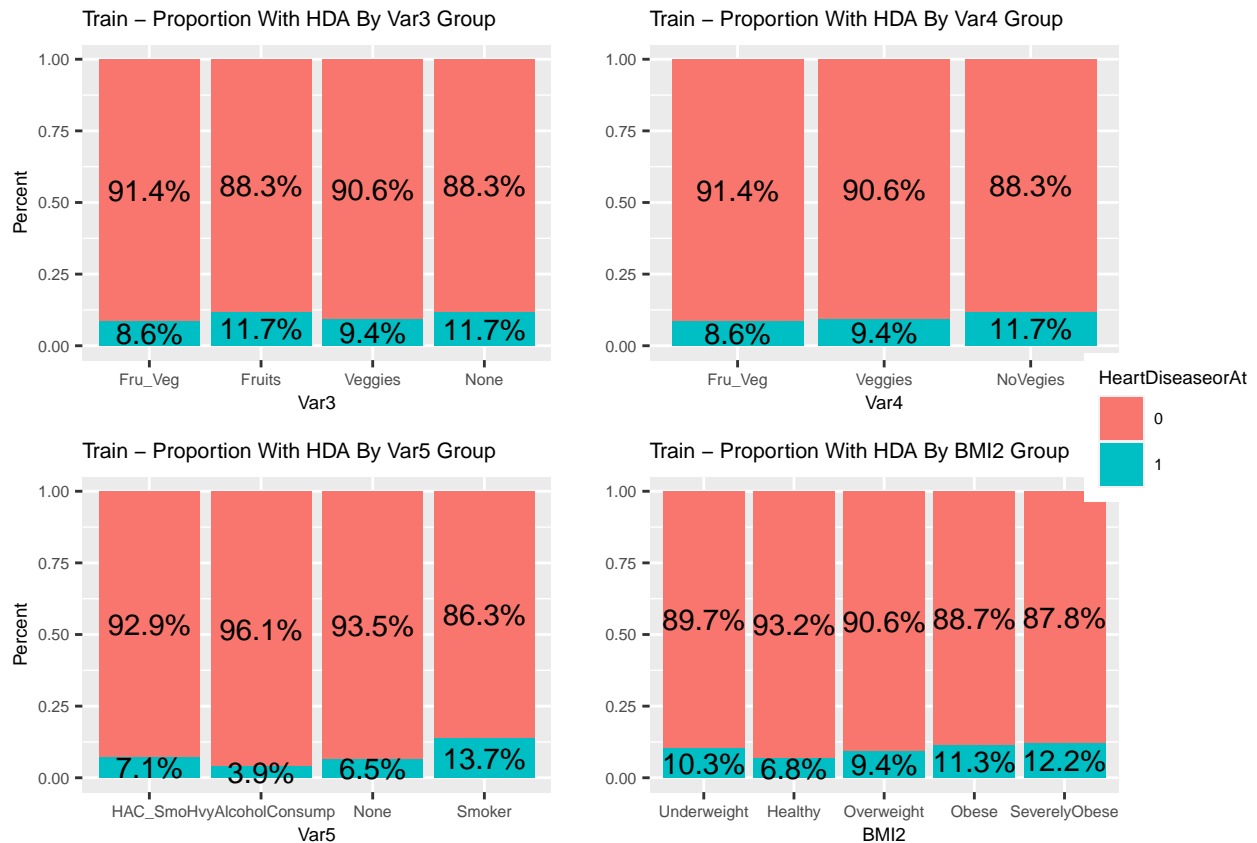 Train – Proportion With HDA By Var3 Group
Percent
1.00
0.75
0.50
0.25
0.00
91.4% 88.3% 90.6% 88.3%
8.6% 11.7% 9.4% 11.7%
Fru_Veg Fruits Veggies None
Var3
Train – Proportion With HDA By Var4 Group
1.00
0.75
0.50
0.25
0.00
91.4% 90.6% 88.3%
8.6% 9.4% 11.7%
Fru_Veg Veggies NoVegies
Var4
HeartDiseaseorAt
0
1
Train – Proportion With HDA By Var5 Group
Percent
1.00
0.75
0.50
0.25
0.00
92.9% 96.1% 93.5% 86.3%
7.1% 3.9% 6.5% 13.7%
HAC_SmoHvyAlcoholConsump None Smoker
Var5
Train – Proportion With HDA By BMI2 Group
1.00
0.75
0.50
0.25
0.00
89.7% 93.2% 90.6% 88.7% 87.8%
10.3% 6.8% 9.4% 11.3% 12.2%
Underweight Healthy Overweight Obese SeverelyObese
BMI2